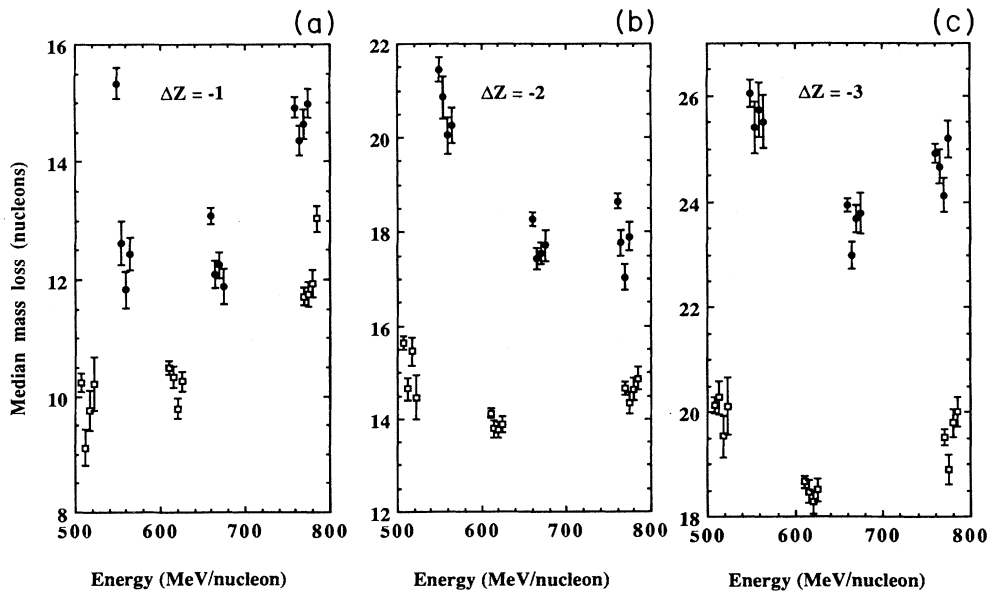 (a)
(b)
(c)
Median mass loss (nucleons)
16
14
12
10
8
ΔZ = -1
500 600 700 800
Energy (MeV/nucleon)
22
20
18
16
14
12
ΔZ = -2
500 600 700 800
Energy (MeV/nucleon)
26
24
22
20
18
ΔZ = -3
500 600 700 800
Energy (MeV/nucleon)